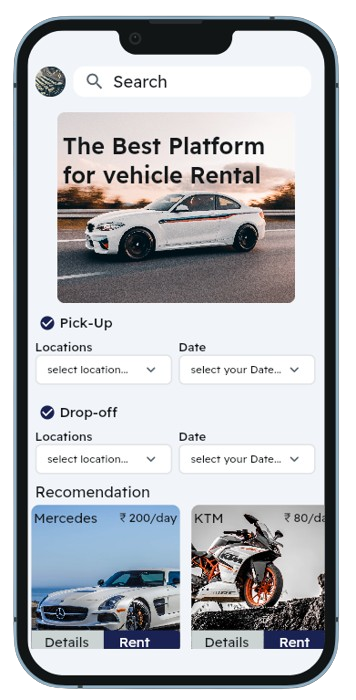 Search
The Best Platform
for vehicle Rental
Pick-Up
Locations Date
select location... select your Date...
Drop-off
Locations Date
select location... select your Date...
Recomendation
Mercedes ₹ 200/day KTM ₹ 80/da
Details Rent Details Rent